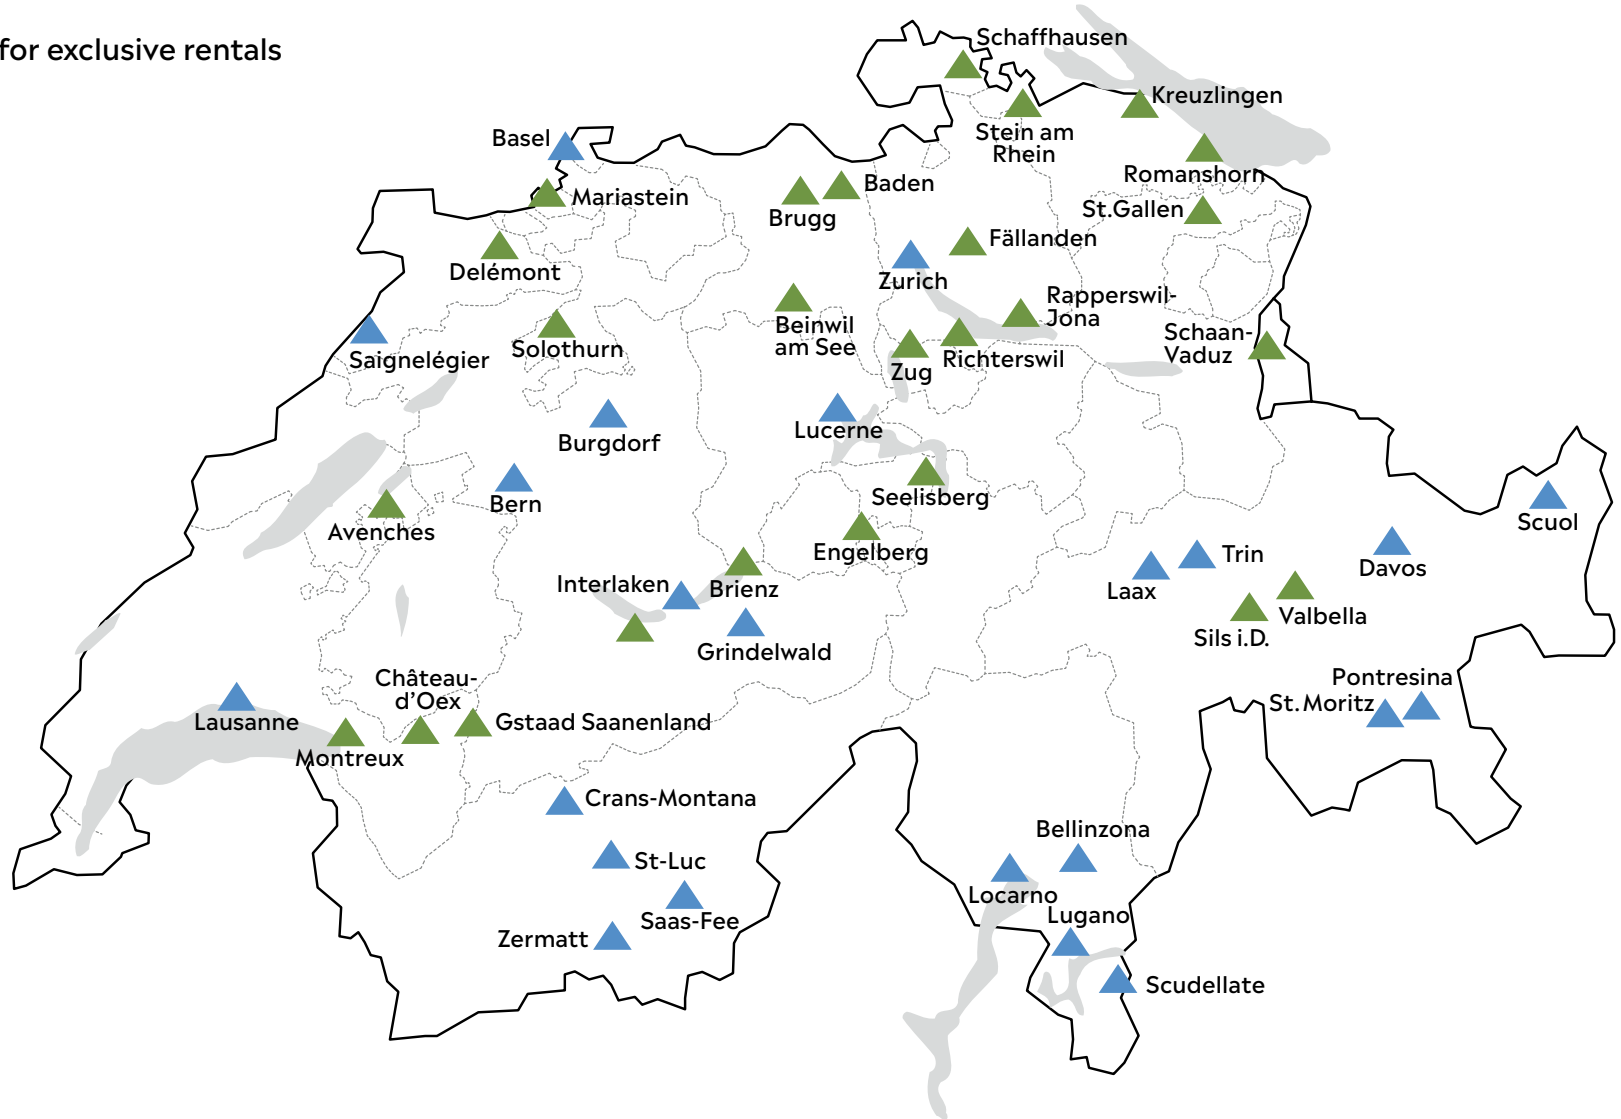 for exclusive rentals
Schaffhausen
Kreuzlingen
Stein am
Rhein
Basel
Romanshorn
Baden
Mariastein
Brugg
St.Gallen
Fällanden
Delémont
Zurich
Rapperswil-
Jona
Beinwil
am See
Schaan-
Vaduz
Solothurn
Saignelégier
Richterswil
Zug
Lucerne
Burgdorf
Seelisberg
Bern
Scuol
Avenches
Engelberg
Trin
Davos
Interlaken
Brienz
Laax
Valbella
Sils i.D.
Grindelwald
Château-
d'Oex
Pontresina
St.Moritz
Lausanne
Gstaad Saanenland
Montreux
Crans-Montana
Bellinzona
St-Luc
Locarno
Lugano
Saas-Fee
Zermatt
Scudellate